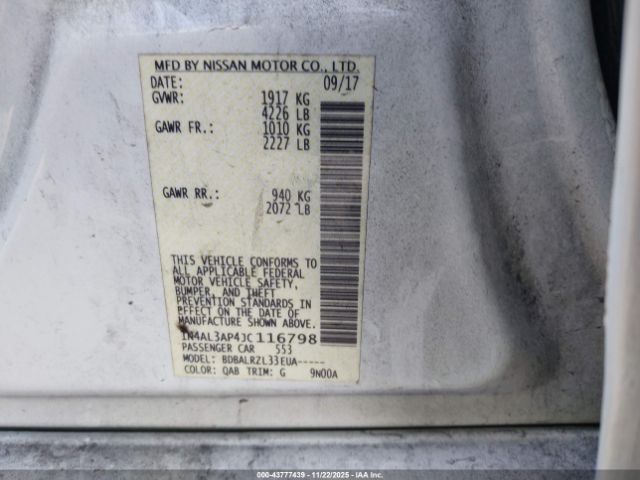 MFD BY NISSAN MOTOR CO., LTD.
DATE: 09/17
GVWR: 1917 KG
4226 LB
GAWR FR.: 1010 KG
2227 LB
GAWR RR.: 940 KG
2072 LB
THIS VEHICLE CONFORMS TO
ALL APPLICABLE FEDERAL
MOTOR VEHICLE SAFETY,
BUMPER, AND THEFT
PREVENTION STANDARDS IN
EFFECT ON THE DATE OF
MANUFACTURE SHOWN ABOVE.
1N4AL3AP4JC116798
PASSENGER CAR 553
MODEL: BDBALRZL33EUA-----
COLOR: QAB TRIM: G 9N00A
000-43777439 - 11/22/2025 - IAAI.COM